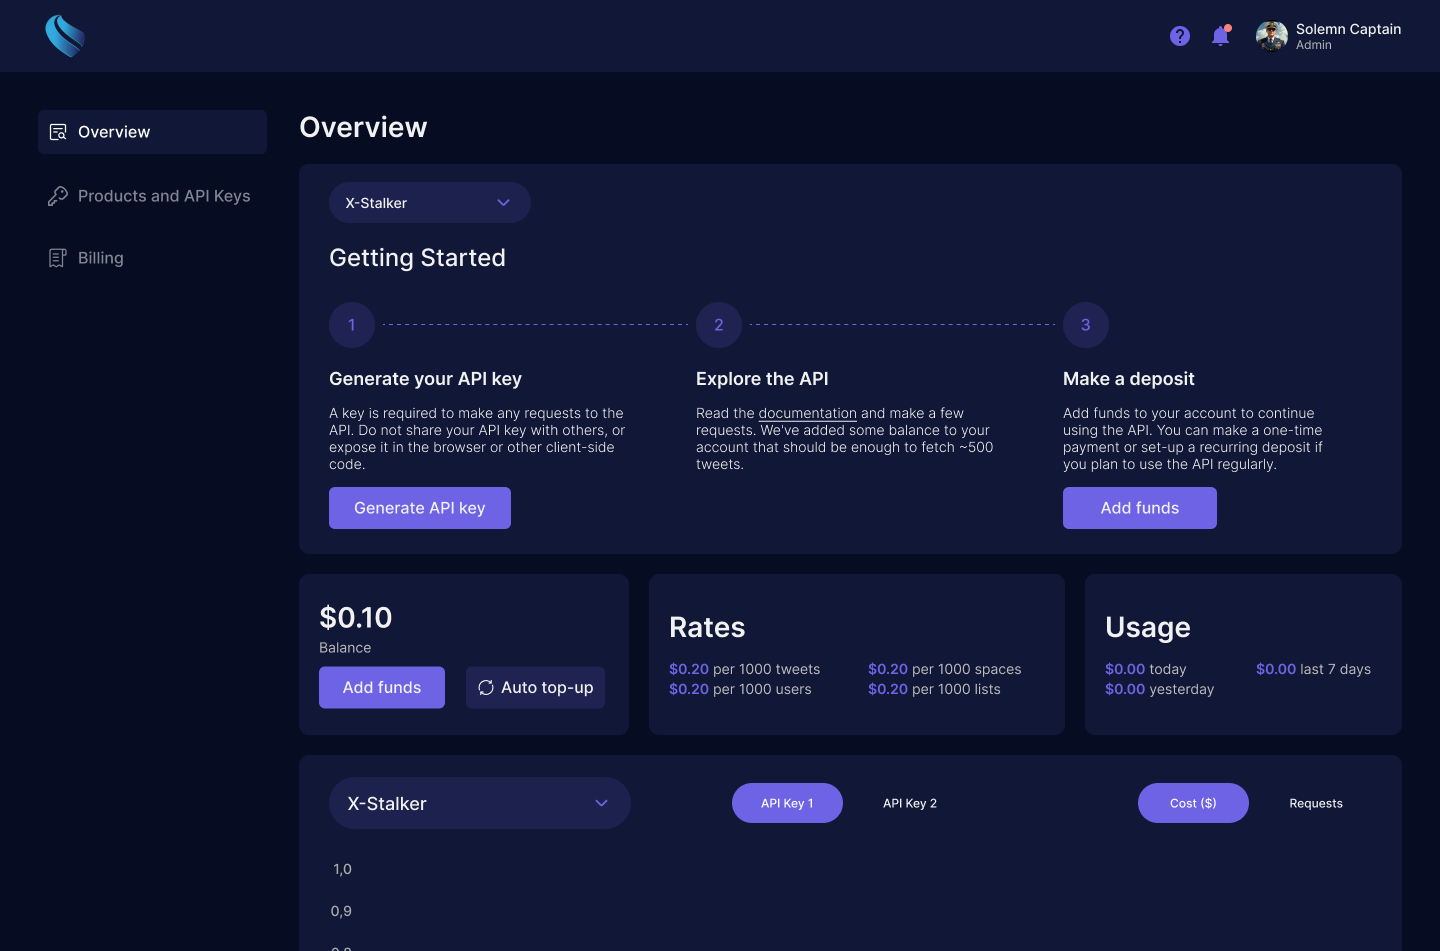 Solemn Captain
Admin
Overview
Products and API Keys
Billing
Overview
X-Stalker
Getting Started
1
2
3
Generate your API key
A key is required to make any requests to the
API. Do not share your API key with others, or
expose it in the browser or other client-side
code.
Generate API key
Explore the API
Read the documentation and make a few
requests. We've added some balance to your
account that should be enough to fetch ~500
tweets.
Make a deposit
Add funds to your account to continue
using the API. You can make a one-time
payment or set-up a recurring deposit if
you plan to use the API regularly.
Add funds
$0.10
Balance
Add funds
Auto top-up
Rates
$0.20 per 1000 tweets
$0.20 per 1000 users
$0.20 per 1000 spaces
$0.20 per 1000 lists
Usage
$0.00 today
$0.00 yesterday
$0.00 last 7 days
X-Stalker
API Key 1
API Key 2
Cost ($)
Requests
1,0
0,9